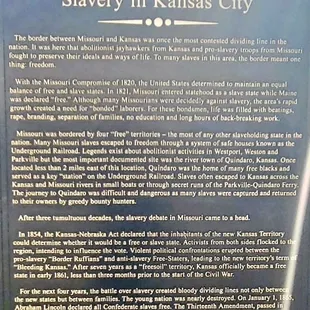 Slavery in Kansas City
The border between Missouri and Kansas was once the most contested dividing line in the
nation. It was here that abolitionist jayhawkers from Kansas and pro-slavery troops from Missouri
fought to preserve their ideals and ways of life. To many slaves in this area, the border meant one
thing: freedom.
With the Missouri Compromise of 1820, the United States determined to maintain an equal
balance of free and slave states. In 1821, Missouri entered statehood as a slave state while Maine
was declared "free." Although many Missourians were decidedly against slavery, the area's rapid
growth created a need for "bonded" laborers. For these bondsmen, life was filled with beatings,
rape, branding, separation of families, no education and long hours of back-breaking work.
Missouri was bordered by four "free" territories – the most of any other slaveholding state in the
nation. Many Missouri slaves escaped to freedom through a system of safe houses known as the
Underground Railroad. Legends exist about abolitionist activities in Westport, Weston and
Parkville but the most important documented site was the river town of Quindaro, Kansas. Once
located less than 2 miles east of this location, Quindaro was the home of many free blacks and
served as a key "station" on the Underground Railroad. Slaves often escaped to Kansas across the
Kansas and Missouri rivers in small boats or through secret runs of the Parkville-Quindaro Ferry.
The journey to Quindaro was difficult and dangerous as many slaves were captured and returned
to their owners by greedy bounty hunters.
After three tumultuous decades, the slavery debate in Missouri came to a head.
In 1854, the Kansas-Nebraska Act declared that the inhabitants of the new Kansas Territory
could determine whether it would be a free or slave state. Activists from both sides flocked to the
region, intending to influence the vote. Violent political confrontations erupted between the
pro-slavery "Border Ruffians" and anti-slavery Free-Staters, leading to the new territory's term of
"Bleeding Kansas." After seven years as a "freesoil" territory, Kansas officially became a free
state in early 1861, less than three months prior to the start of the Civil War.
For the next four years, the battle over slavery created bloody dividing lines not only between
the new states but between families. The young nation was nearly destroyed. On January 1, 1863,
Abraham Lincoln declared all Confederate slaves free. The Thirteenth Amendment, passed in